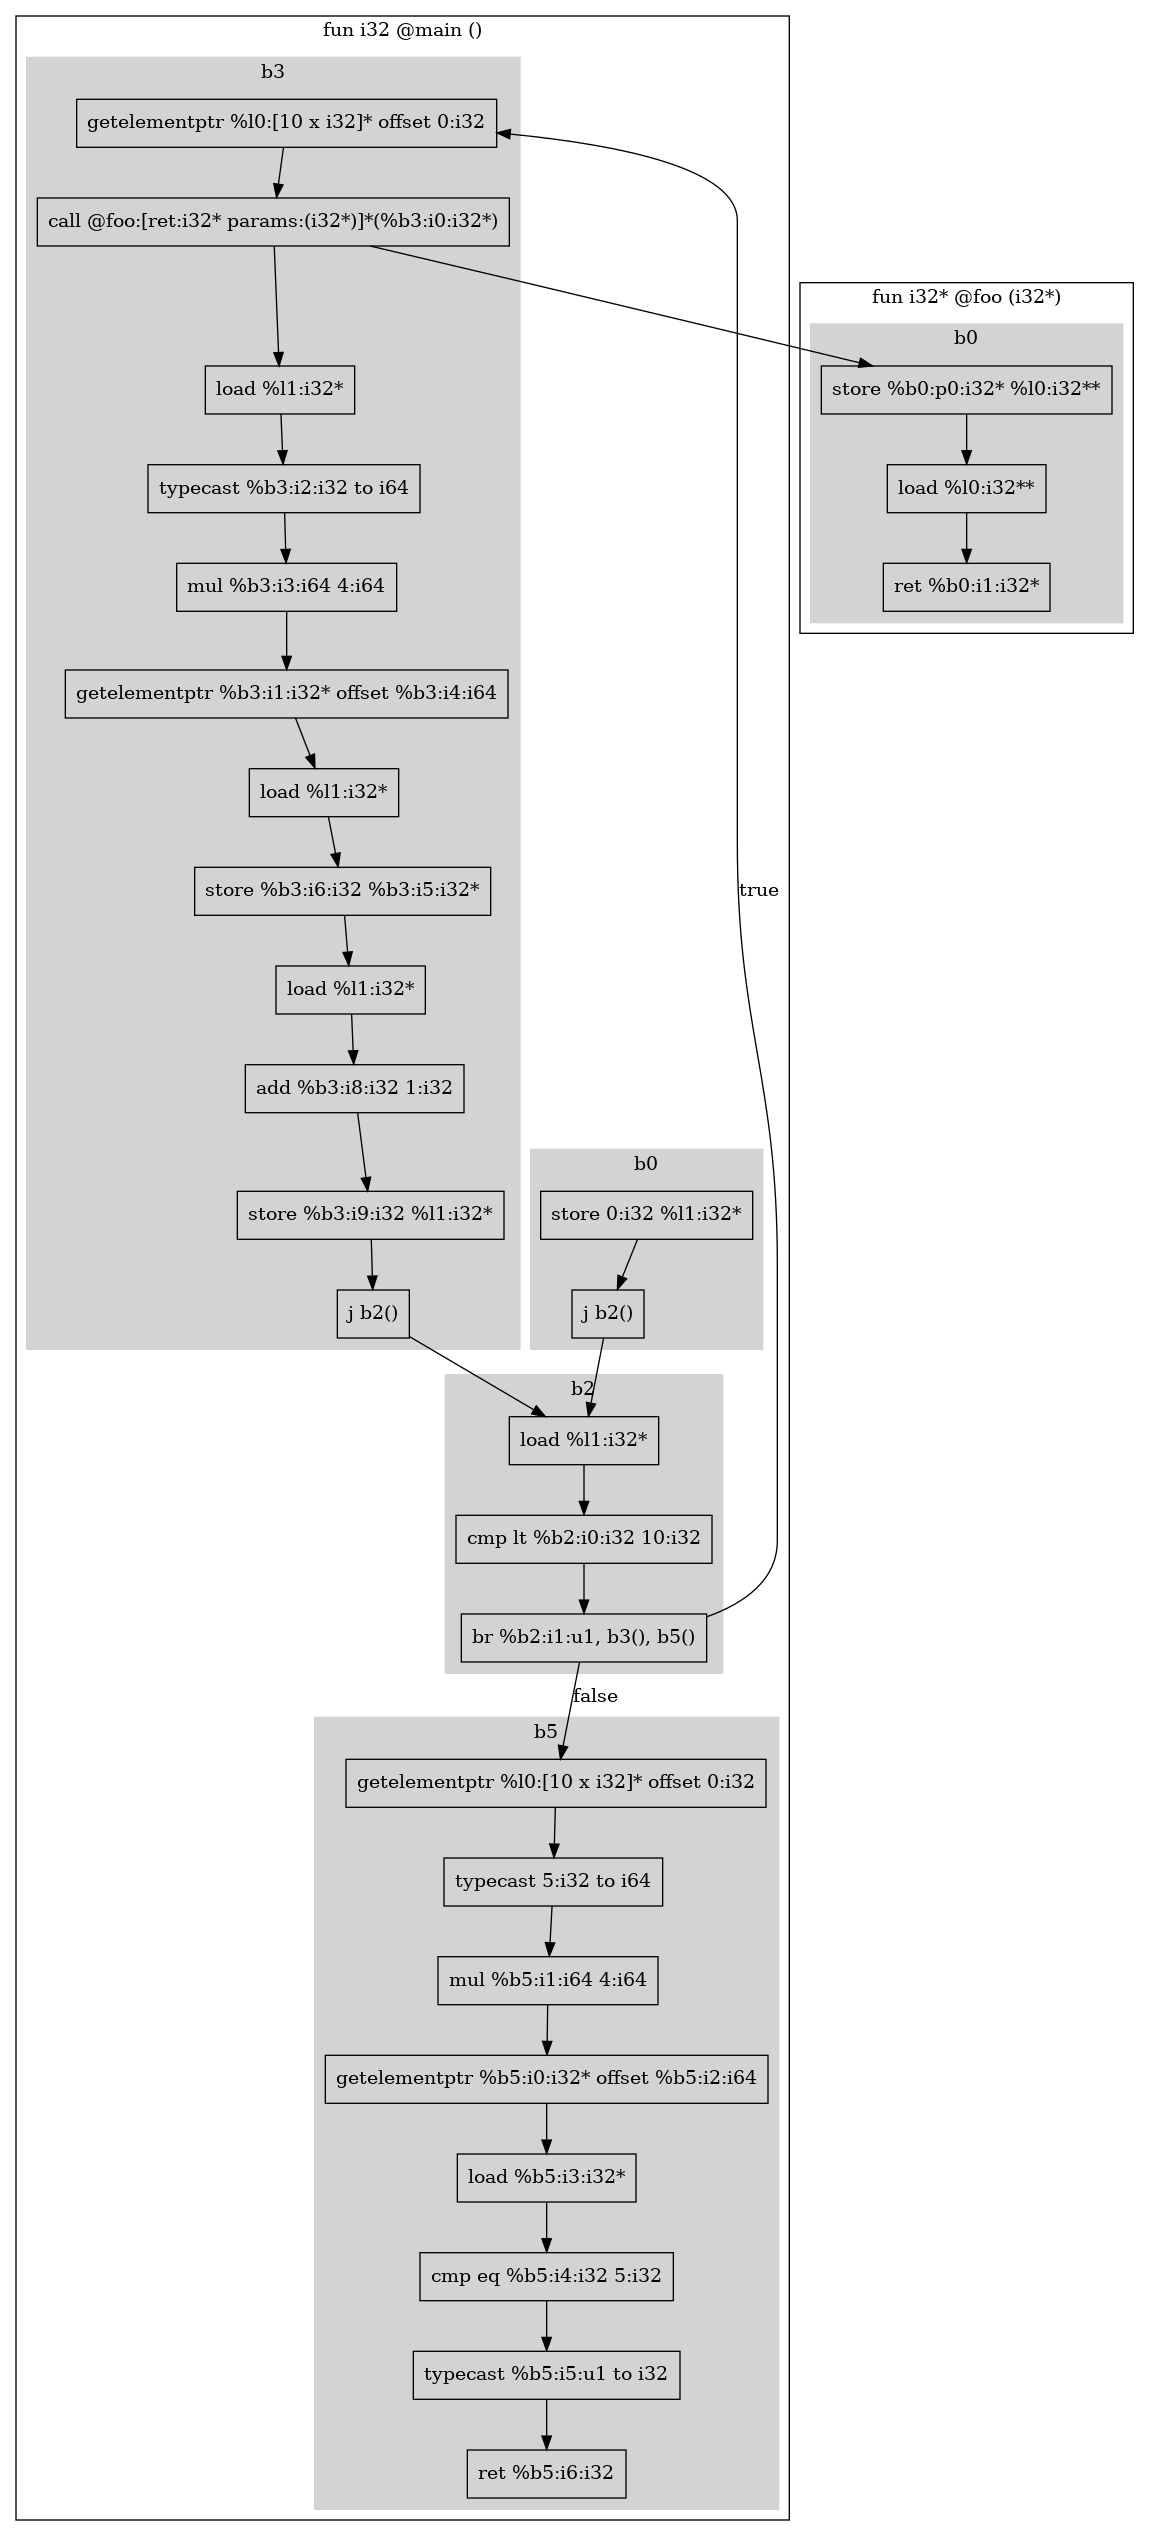 fun i32 @main ()
b3
getelementptr %l0:[10 x i32]* offset 0:i32
call @foo:[ret:i32* params:(i32*)]*(%b3:i0:i32*)
load %l1:i32*
typecast %b3:i2:i32 to i64
mul %b3:i3:i64 4:i64
getelementptr %b3:i1:i32* offset %b3:i4:i64
load %l1:i32*
store %b3:i6:i32 %b3:i5:i32*
load %l1:i32*
add %b3:i8:i32 1:i32
store %b3:i9:i32 %l1:i32*
j b2()
b0
store 0:i32 %l1:i32*
j b2()
b2
load %l1:i32*
cmp lt %b2:i0:i32 10:i32
br %b2:i1:u1, b3(), b5()
true
false
b5
getelementptr %l0:[10 x i32]* offset 0:i32
typecast 5:i32 to i64
mul %b5:i1:i64 4:i64
getelementptr %b5:i0:i32* offset %b5:i2:i64
load %b5:i3:i32*
cmp eq %b5:i4:i32 5:i32
typecast %b5:i5:u1 to i32
ret %b5:i6:i32
fun i32* @foo (i32*)
b0
store %b0:p0:i32* %l0:i32**
load %l0:i32**
ret %b0:i1:i32*